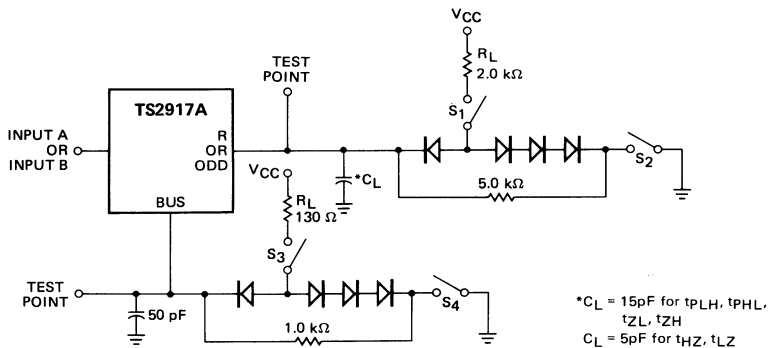 VCC
RL
2.0 kΩ
S1
TEST
POINT
TS2917A
INPUT A
OR
INPUT B
R
OR
ODD
BUS
*CL
S2
5.0 kΩ
VCC
RL
130 Ω
S3
TEST
POINT
50 pF
S4
1.0 kΩ
*CL = 15pF for tPLH, tPHL,
tZL, tZH
CL = 5pF for tHZ, tLZ